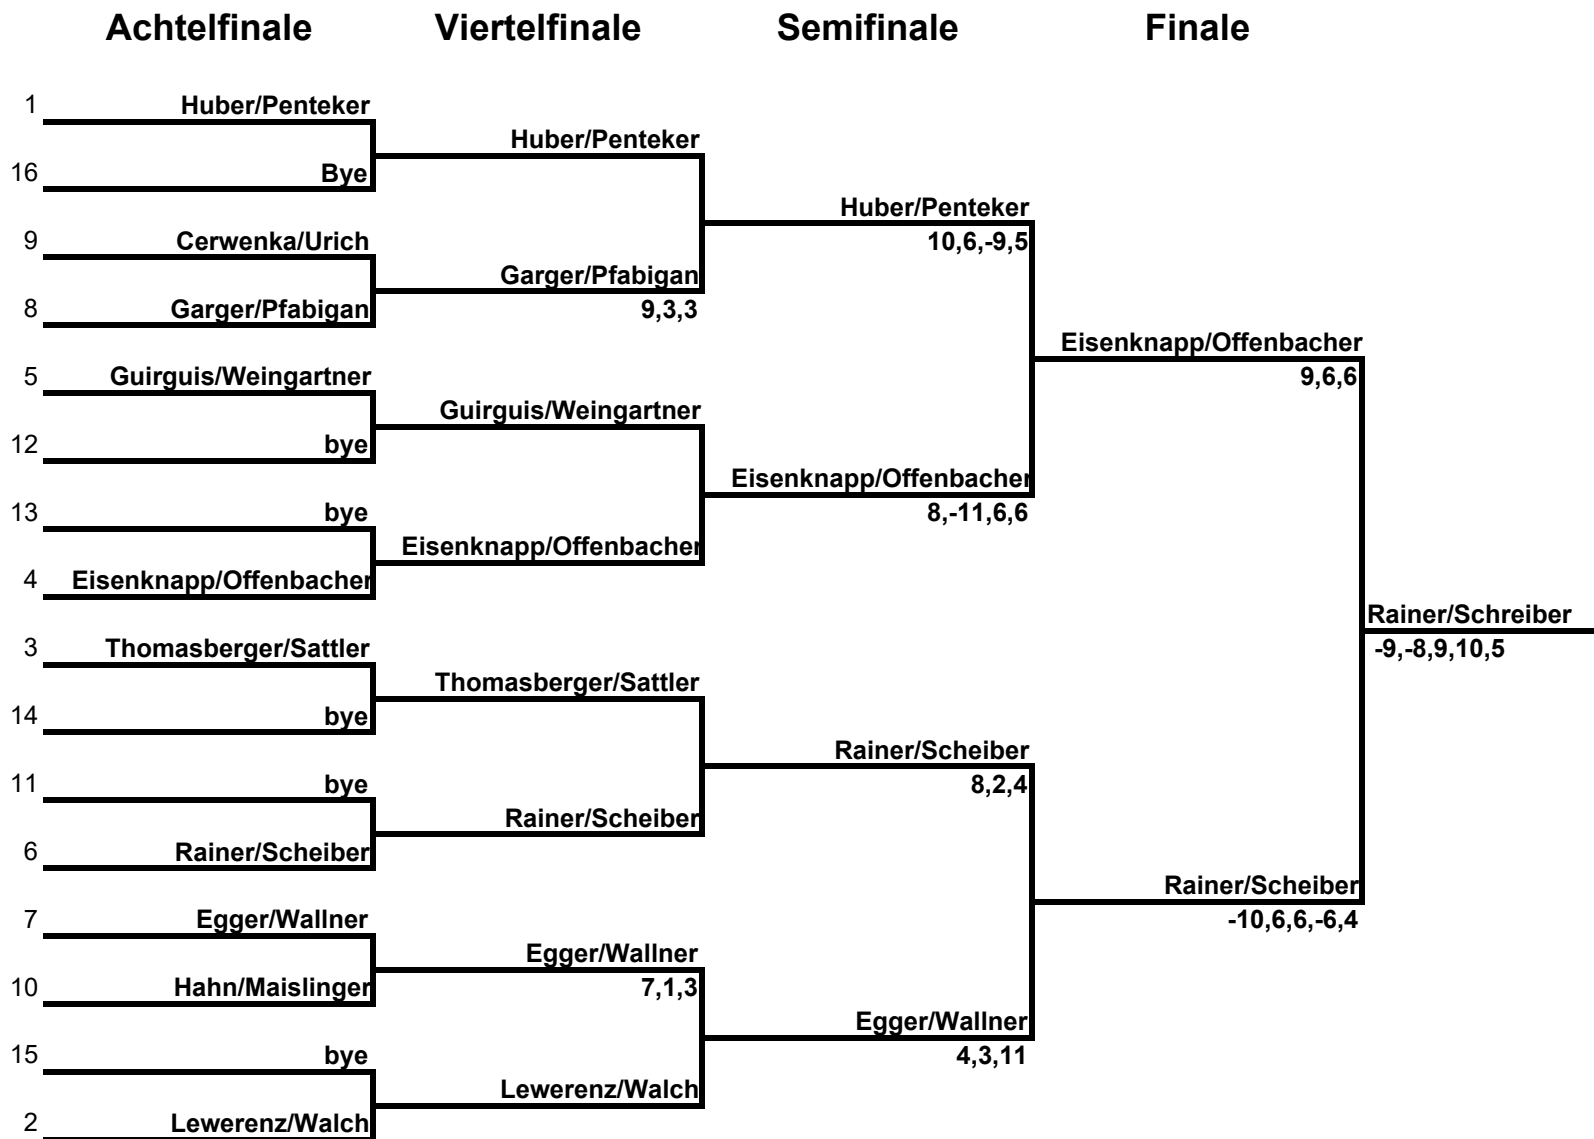 Achtelfinale Viertelfinale Semifinale Finale
1 Huber/Penteker
Huber/Penteker
16 Bye
Huber/Penteker
10,6,-9,5
9 Cerwenka/Urich
Garger/Pfabigan
9,3,3
8 Garger/Pfabigan
Eisenknapp/Offenbacher
9,6,6
5 Guirguis/Weingartner
Guirguis/Weingartner
12 bye
Eisenknapp/Offenbacher
8,-11,6,6
13 bye
Eisenknapp/Offenbacher
4 Eisenknapp/Offenbacher
Rainer/Schreiber
-9,-8,9,10,5
3 Thomasberger/Sattler
Thomasberger/Sattler
14 bye
Rainer/Scheiber
8,2,4
11 bye
Rainer/Scheiber
6 Rainer/Scheiber
Rainer/Scheiber
-10,6,6,-6,4
7 Egger/Wallner
Egger/Wallner
7,1,3
10 Hahn/Maislinger
Egger/Wallner
4,3,11
15 bye
Lewerenz/Walch
2 Lewerenz/Walch